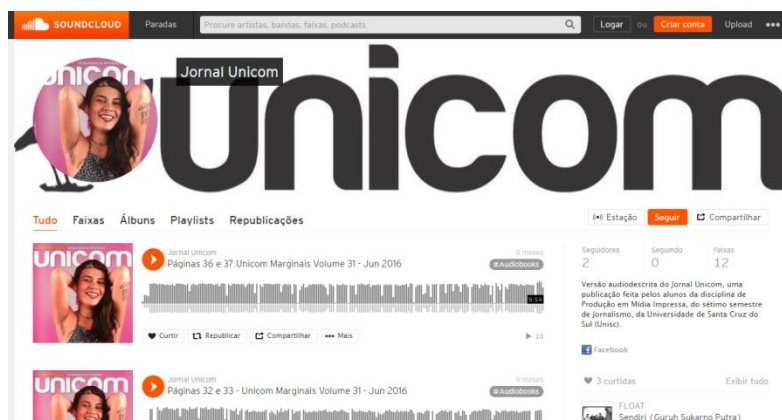 SOUNDCLOUD Paradas Procure artistas, bandas, faixas, podcasts Logar ou Criar conta Upload
unicom
Jornal Unicom
unicom
Tudo Faixas Álbuns Playlists Republicações
Estação Seguir Compartilhar
unicom
Jornal Unicom 5 meses
Páginas 36 e 37 Unicom Marginais Volume 31 - Jun 2016 #Audiobooks
9:54
Curtir Republicar Compartilhar Mais 10
Seguidores Seguindo Faixas
2 0 12
Versão audiodescrita do Jornal Unicom, uma
publicação feita pelos alunos da disciplina de
Produção em Mídia Impressa, do sétimo semestre
de Jornalismo, da Universidade de Santa Cruz do
Sul (Unisc).
Facebook
3 curtidas Exibir tudo
unicom
Jornal Unicom 5 meses
Páginas 32 e 33 - Unicom Marginais Volume 31 - Jun 2016 #Audiobooks
FLOAT
Sendiri (Guruh Sukarno Putra)